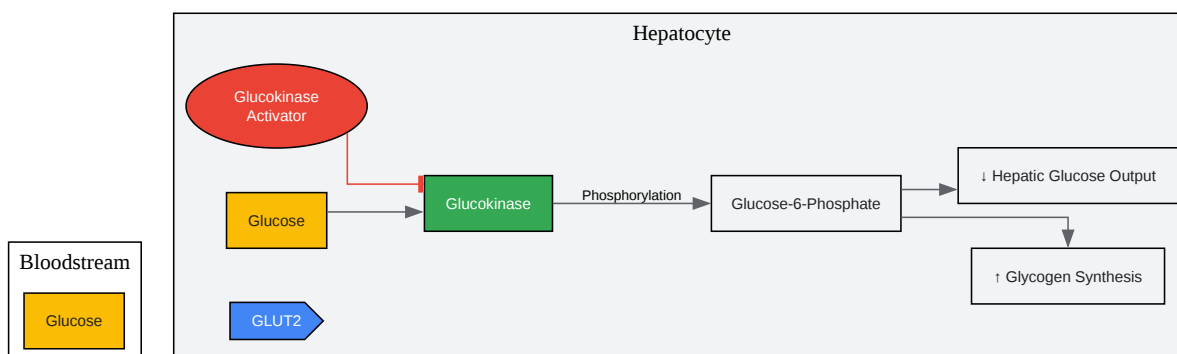 Hepatocyte
Glucokinase
Activator
Glucose
Glucokinase
Phosphorylation
Glucose-6-Phosphate
↓ Hepatic Glucose Output
↑ Glycogen Synthesis
Bloodstream
Glucose
GLUT2